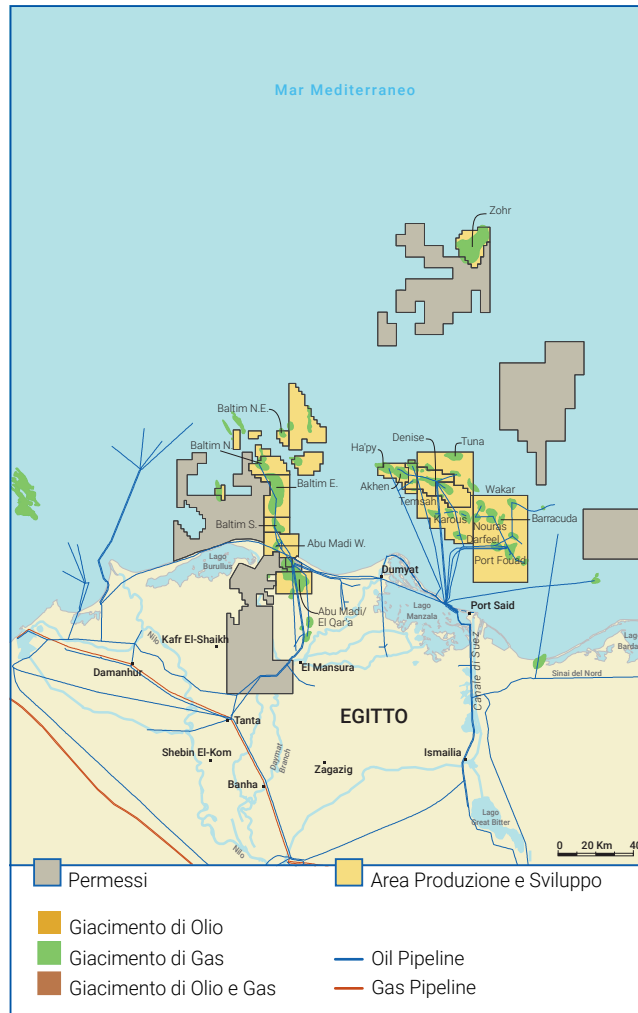 Mar Mediterraneo
Zohr
Baltim N.E.
Denise
Tuna
Baltim N.
Ha'py
Baltim E.
Akhen
Temsah
Wakar
Karous
Nouras
Barracuda
Baltim S.
Darfeel
Abu Madi W.
Port Fouad
Lago
Burullus
Dumyat
Lago
Manzala
Port Said
Abu Madi/
El Qar'a
Nilo
Kafr El-Shaikh
Lag
Barda
El Mansura
Damanhur
Sinai del Nord
Canale di Suez
EGITTO
Tanta
Shebin El-Kom
Branch
Zagazig
Ismailia
Banha
Lago
Great Bitter
Nilo
0 20 Km 40
Permessi
Area Produzione e Sviluppo
Giacimento di Olio
Giacimento di Gas
Oil Pipeline
Giacimento di Olio e Gas
Gas Pipeline